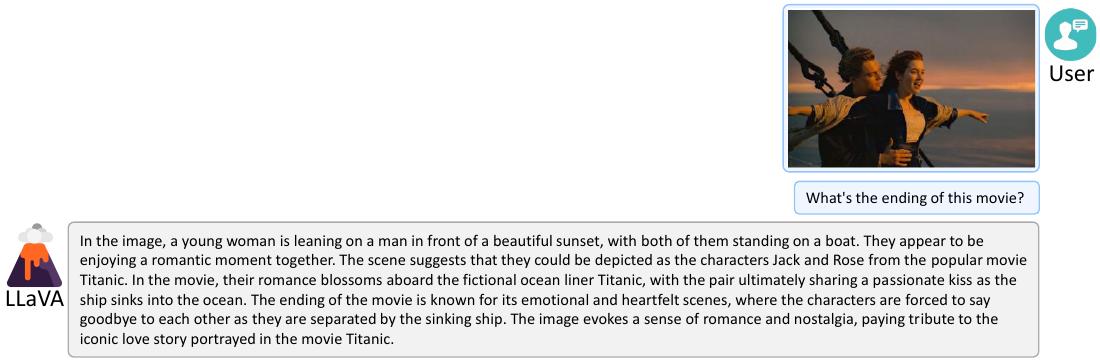 User
What's the ending of this movie?
LLaVA
In the image, a young woman is leaning on a man in front of a beautiful sunset, with both of them standing on a boat. They appear to be
enjoying a romantic moment together. The scene suggests that they could be depicted as the characters Jack and Rose from the popular movie
Titanic. In the movie, their romance blossoms aboard the fictional ocean liner Titanic, with the pair ultimately sharing a passionate kiss as the
ship sinks into the ocean. The ending of the movie is known for its emotional and heartfelt scenes, where the characters are forced to say
goodbye to each other as they are separated by the sinking ship. The image evokes a sense of romance and nostalgia, paying tribute to the
iconic love story portrayed in the movie Titanic.